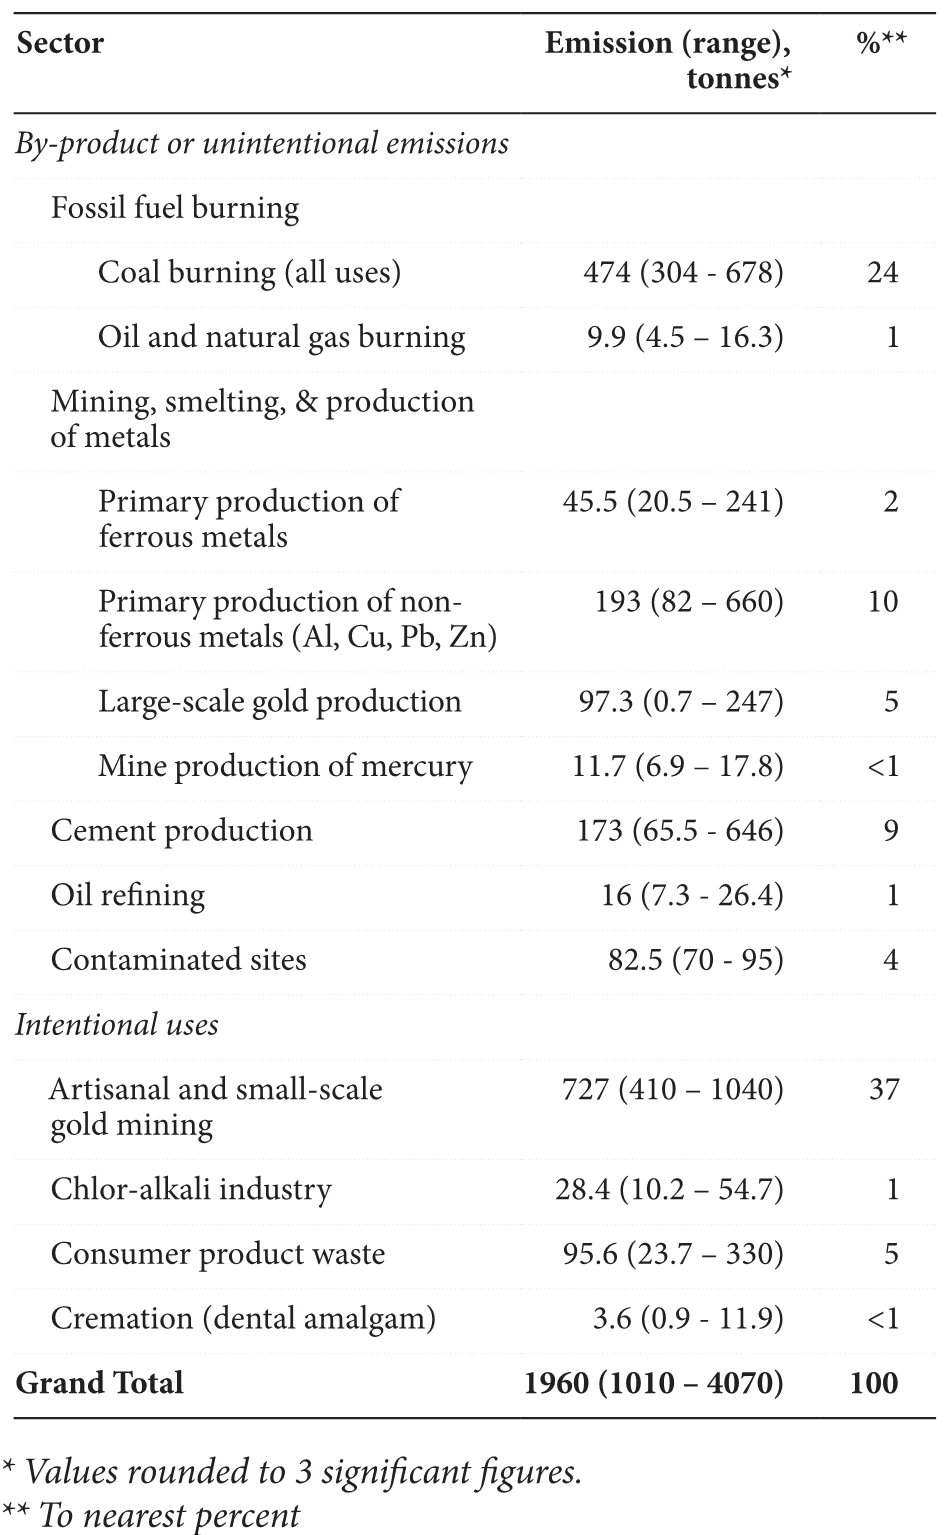 Sector Emission (range), %**
tonnes*
By-product or unintentional emissions
Fossil fuel burning
Coal burning (all uses) 474 (304 - 678) 24
Oil and natural gas burning 9.9 (4.5 – 16.3) 1
Mining, smelting, & production
of metals
Primary production of 45.5 (20.5 – 241) 2
ferrous metals
Primary production of non- 193 (82 – 660) 10
ferrous metals (Al, Cu, Pb, Zn)
Large-scale gold production 97.3 (0.7 – 247) 5
Mine production of mercury 11.7 (6.9 – 17.8) <1
Cement production 173 (65.5 - 646) 9
Oil refining 16 (7.3 - 26.4) 1
Contaminated sites 82.5 (70 - 95) 4
Intentional uses
Artisanal and small-scale 727 (410 – 1040) 37
gold mining
Chlor-alkali industry 28.4 (10.2 – 54.7) 1
Consumer product waste 95.6 (23.7 – 330) 5
Cremation (dental amalgam) 3.6 (0.9 - 11.9) <1
Grand Total 1960 (1010 – 4070) 100
* Values rounded to 3 significant figures.
** To nearest percent